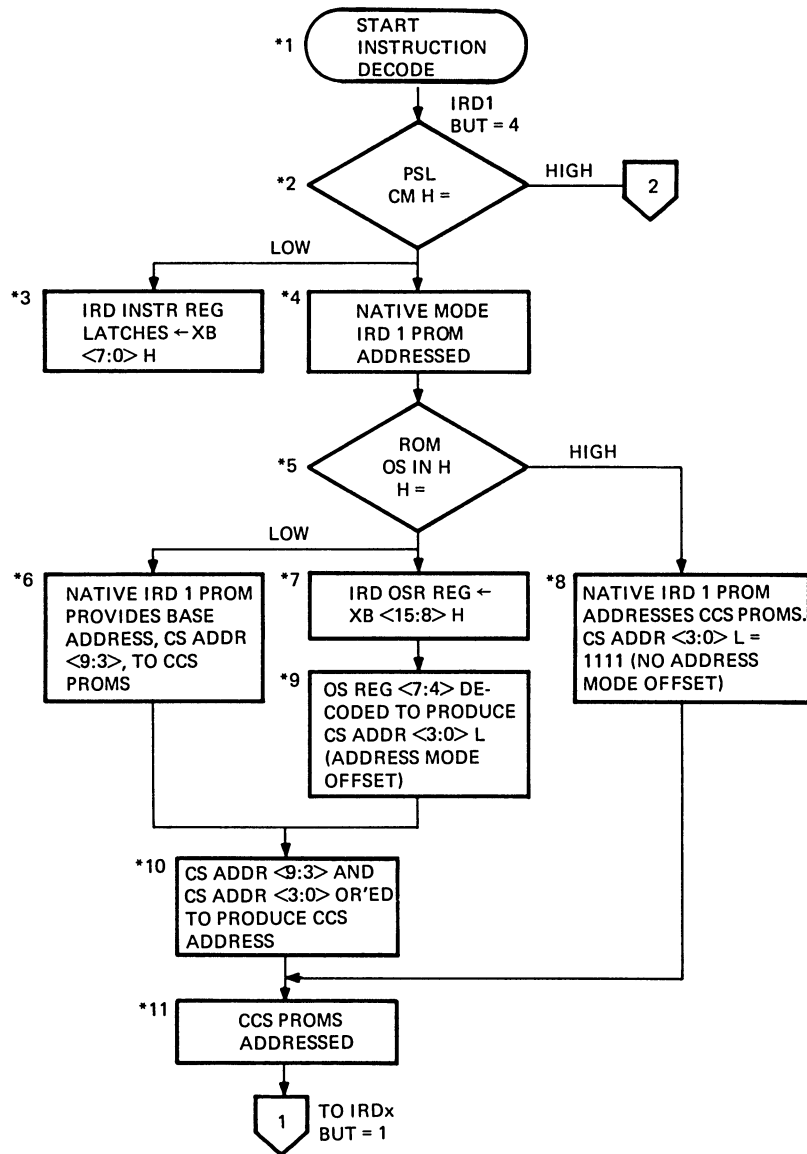 *1
START
INSTRUCTION
DECODE
IRD1
BUT = 4
*2
PSL
CM H =
HIGH
2
LOW
*3
IRD INSTR REG
LATCHES ← XB
<7:0> H
*4
NATIVE MODE
IRD 1 PROM
ADDRESSED
*5
ROM
OS IN H
H =
HIGH
LOW
*6
NATIVE IRD 1 PROM
PROVIDES BASE
ADDRESS, CS ADDR
<9:3>, TO CCS
PROMS
*7
IRD OSR REG ←
XB <15:8> H
*8
NATIVE IRD 1 PROM
ADDRESSES CCS PROMS.
CS ADDR <3:0> L =
1111 (NO ADDRESS
MODE OFFSET)
*9
OS REG <7:4> DE-
CODED TO PRODUCE
CS ADDR <3:0> L
(ADDRESS MODE
OFFSET)
*10
CS ADDR <9:3> AND
CS ADDR <3:0> OR'ED
TO PRODUCE CCS
ADDRESS
*11
CCS PROMS
ADDRESSED
1
TO IRDx
BUT = 1